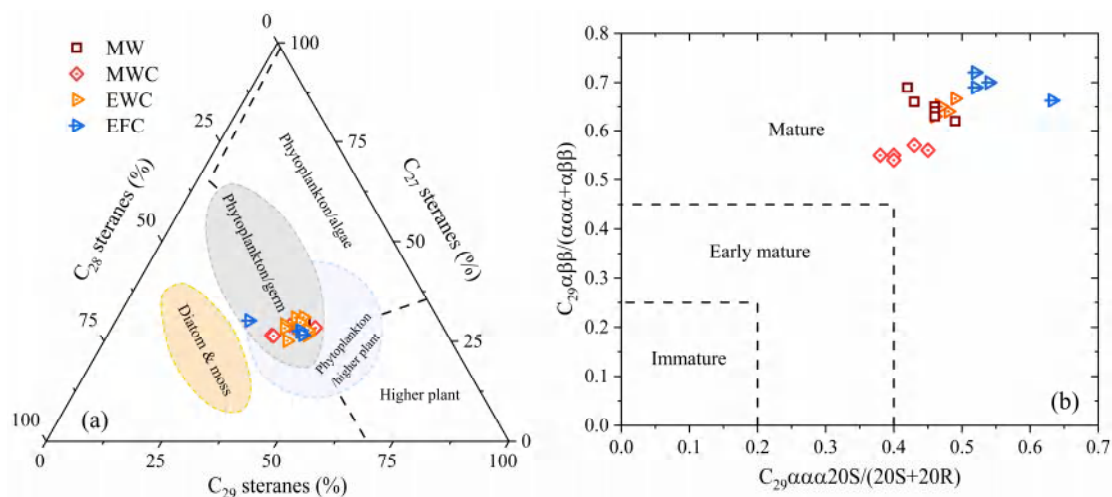 MW
MWC
EWC
EFC
0
100
25
75
C₂₈ steranes (%)
C₂₇ steranes (%)
Phytoplankton/algae
50
50
Phytoplankton/germ
75
Diatom & moss
25
Phytoplankton
/higher plant
Higher plant
(a)
100
0
0
25
50
75
100
C₂₉ steranes (%)
C₂₉αββ/(ααα+αββ)
0.8
0.7
0.6
0.5
0.4
0.3
0.2
0.1
0.0
Mature
Early mature
Immature
(b)
0.0
0.1
0.2
0.3
0.4
0.5
0.6
0.7
C₂₉ααα20S/(20S+20R)